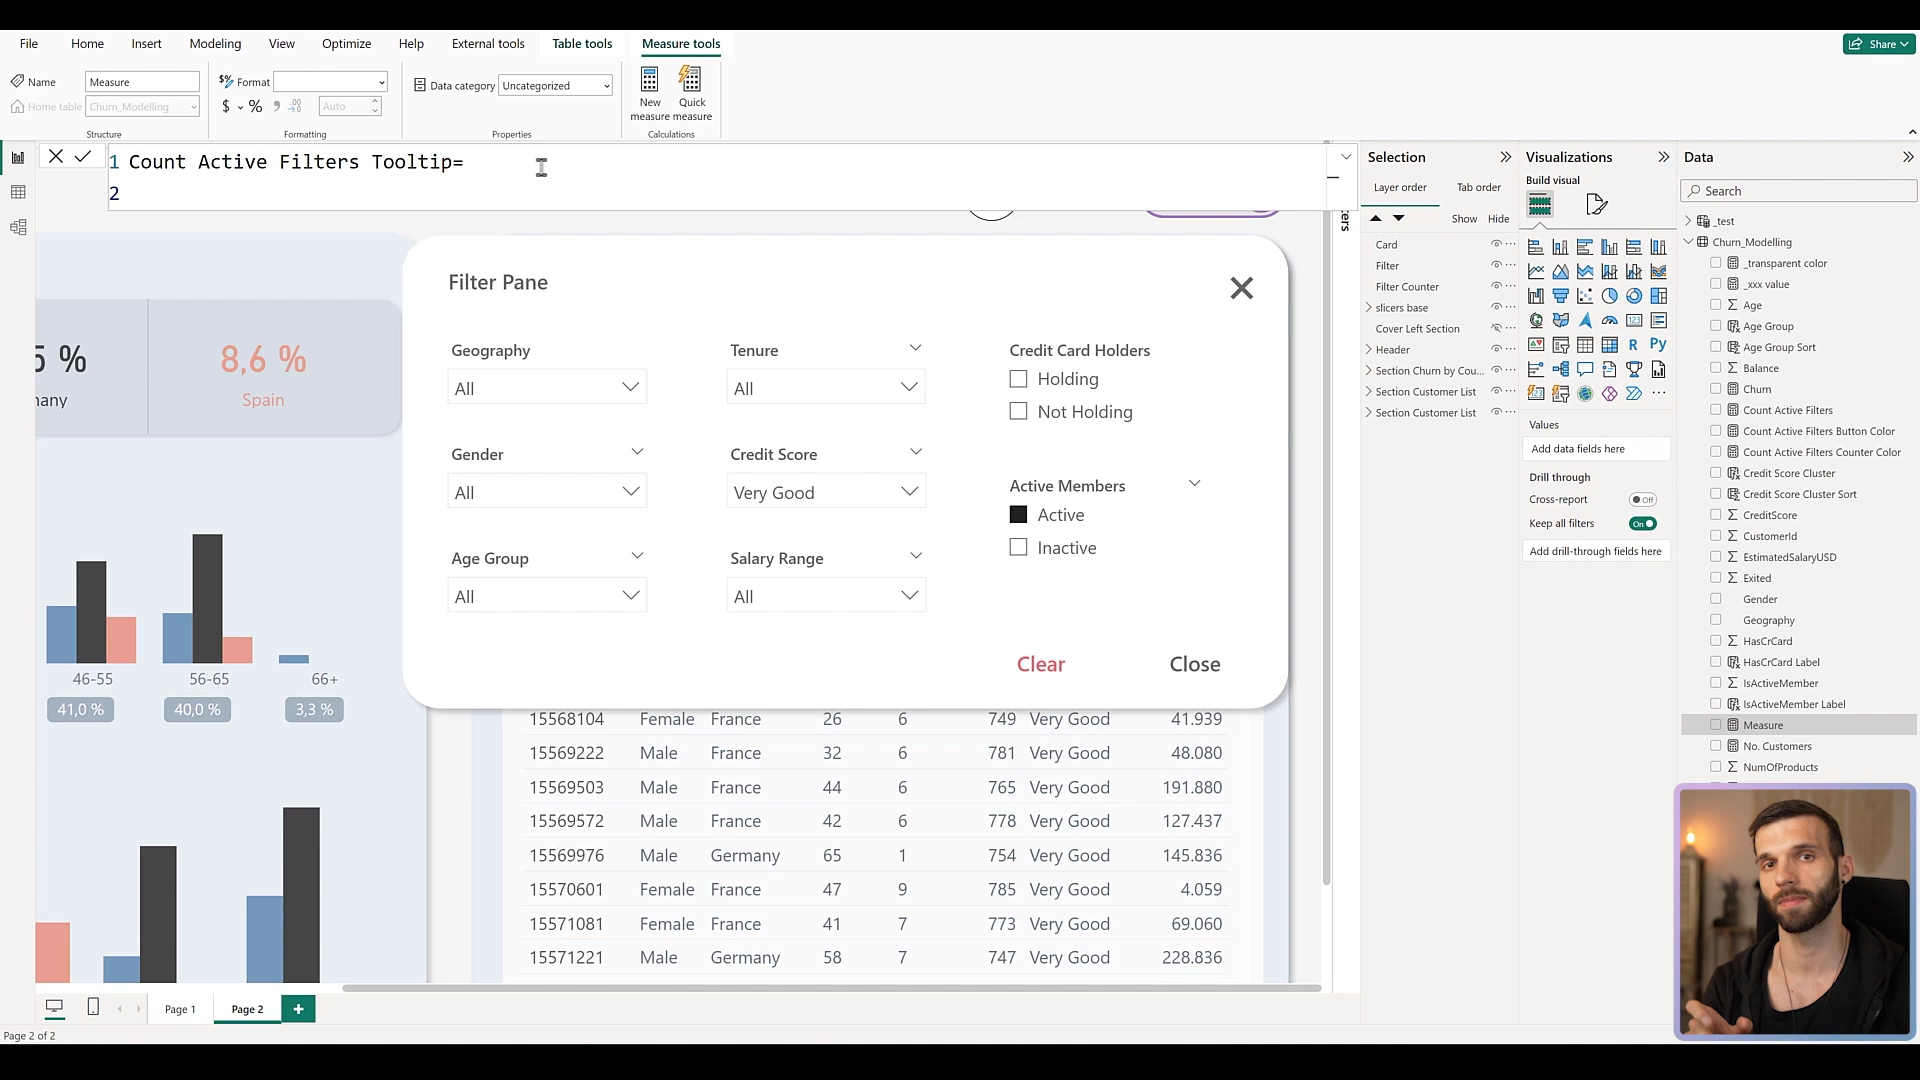 File Home Insert Modeling View Optimize Help External tools Table tools Measure tools
Share
Name Measure
Home table Churn_Modelling
Structure
Format
$ % Auto
Formatting
Data category Uncategorized
Properties
New measure
Quick measure
Calculations
1 Count Active Filters Tooltip=
2
Filter Pane
Geography
All
Gender
All
Age Group
All
Tenure
All
Credit Score
Very Good
Salary Range
All
Credit Card Holders
Holding
Not Holding
Active Members
Active
Inactive
Clear
Close
5 %
8,6 %
Spain
46-55 56-65 66+
41,0 % 40,0 % 3,3 %
15568104 Female France 26 6 749 Very Good 41.939
15569222 Male France 32 6 781 Very Good 48.080
15569503 Male France 44 6 765 Very Good 191.880
15569572 Male France 42 6 778 Very Good 127.437
15569976 Male Germany 65 1 754 Very Good 145.836
15570601 Female France 47 9 785 Very Good 4.059
15571081 Female France 41 7 773 Very Good 69.060
15571221 Male Germany 58 7 747 Very Good 228.836
Selection
Layer order Tab order
Show Hide
Card
Filter
Filter Counter
slicers base
Cover Left Section
Header
Section Churn by Cou...
Section Customer List
Section Customer List
Visualizations
Build visual
R Py
Values
Add data fields here
Drill through
Cross-report Off
Keep all filters On
Add drill-through fields here
Data
Search
_test
Churn_Modelling
_transparent color
_xxx value
Age
Age Group
Age Group Sort
Balance
Churn
Count Active Filters
Count Active Filters Button Color
Count Active Filters Counter Color
Credit Score Cluster
Credit Score Cluster Sort
CreditScore
CustomerId
EstimatedSalaryUSD
Exited
Gender
Geography
HasCrCard
HasCrCard Label
IsActiveMember
IsActiveMember Label
Measure
No. Customers
NumOfProducts
Page 1 Page 2 +
Page 2 of 2